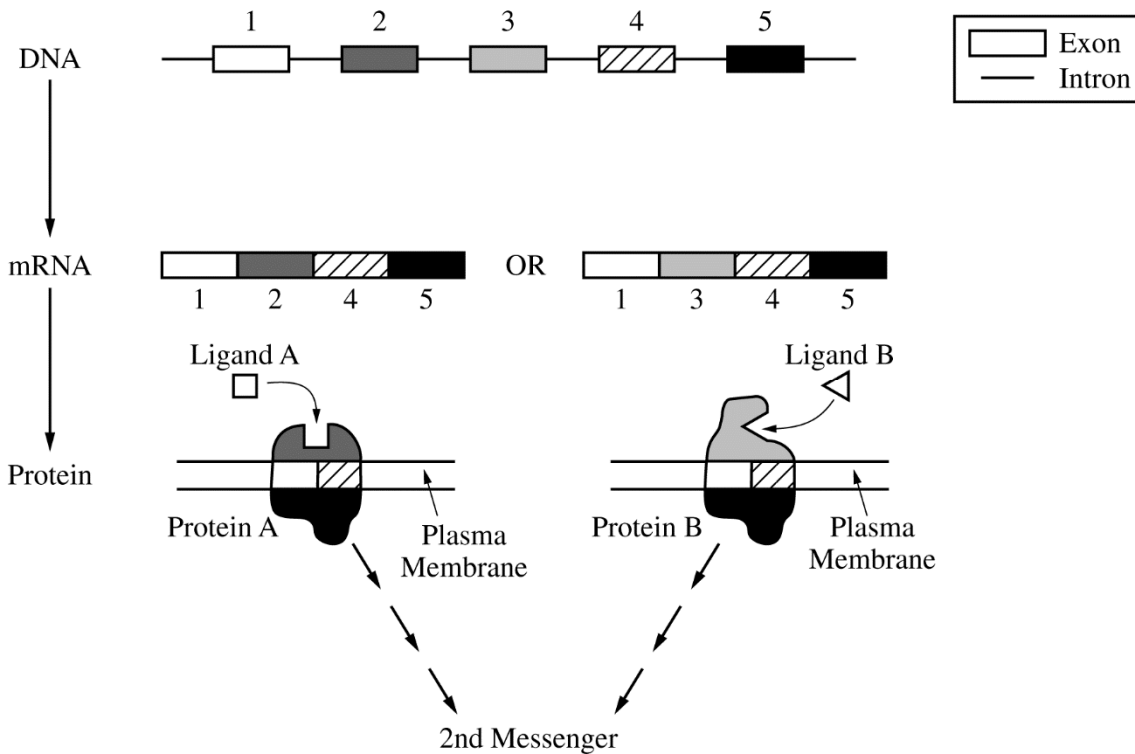 1 2 3 4 5
DNA
Exon
Intron
mRNA
OR
1 2 4 5
1 3 4 5
Ligand A
Ligand B
Protein
Protein A
Plasma
Membrane
Protein B
Plasma
Membrane
2nd Messenger